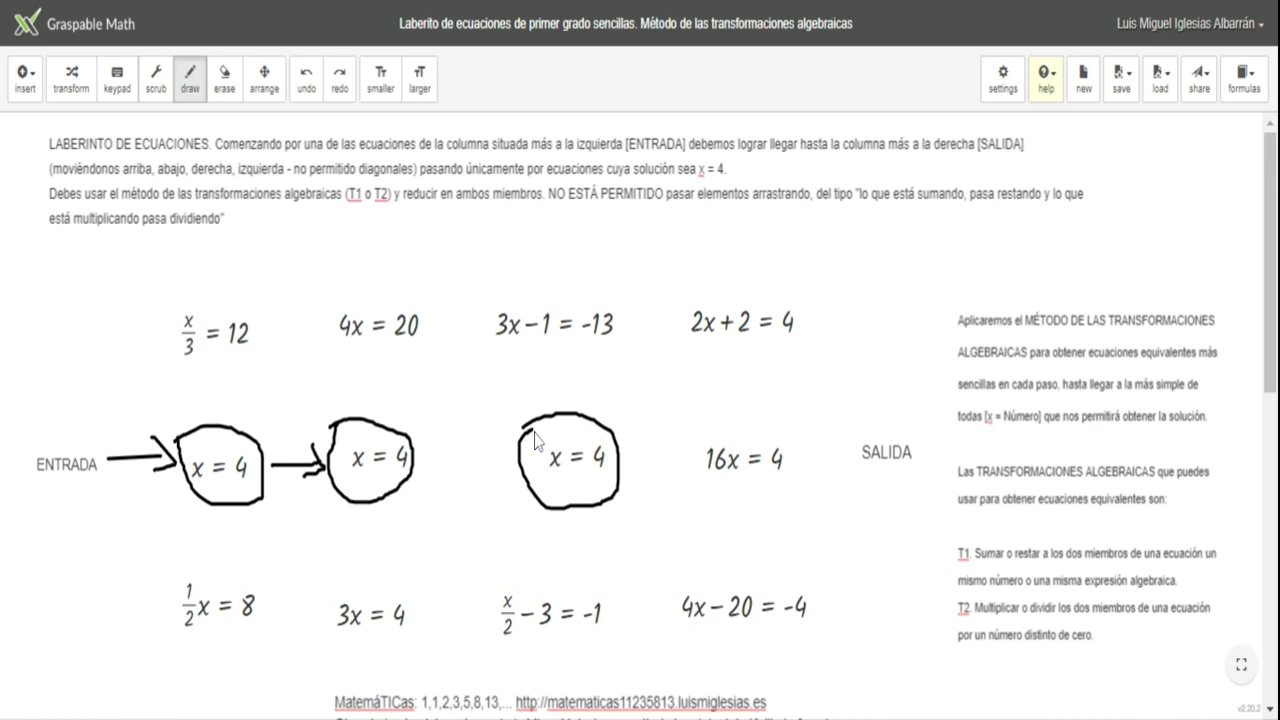 Graspable Math
Laberito de ecuaciones de primer grado sencillas. Método de las transformaciones algebraicas
Luis Miguel Iglesias Albarrán
insert transform keypad scrub draw erase arrange undo redo smaller larger settings help new save load share formulas
LABERINTO DE ECUACIONES. Comenzando por una de las ecuaciones de la columna situada más a la izquierda [ENTRADA] debemos lograr llegar hasta la columna más a la derecha [SALIDA]
(moviéndonos arriba, abajo, derecha, izquierda - no permitido diagonales) pasando únicamente por ecuaciones cuya solución sea x = 4.
Debes usar el método de las transformaciones algebraicas (T1 o T2) y reducir en ambos miembros. NO ESTÁ PERMITIDO pasar elementos arrastrando, del tipo "lo que está sumando, pasa restando y lo que
está multiplicando pasa dividiendo"
x/3 = 12 4x = 20 3x − 1 = -13 2x + 2 = 4
ENTRADA x = 4 x = 4 x = 4 16x = 4 SALIDA
1/2 x = 8 3x = 4 x/2 − 3 = -1 4x − 20 = -4
Aplicaremos el MÉTODO DE LAS TRANSFORMACIONES
ALGEBRAICAS para obtener ecuaciones equivalentes más
sencillas en cada paso, hasta llegar a la más simple de
todas [x = Número] que nos permitirá obtener la solución.
Las TRANSFORMACIONES ALGEBRAICAS que puedes
usar para obtener ecuaciones equivalentes son:
T1. Sumar o restar a los dos miembros de una ecuación un
mismo número o una misma expresión algebraica.
T2. Multiplicar o dividir los dos miembros de una ecuación
por un número distinto de cero.
MatemáTICas: 1,1,2,3,5,8,13,... http://matematicas11235813.luismiglesias.es
v2.20.2